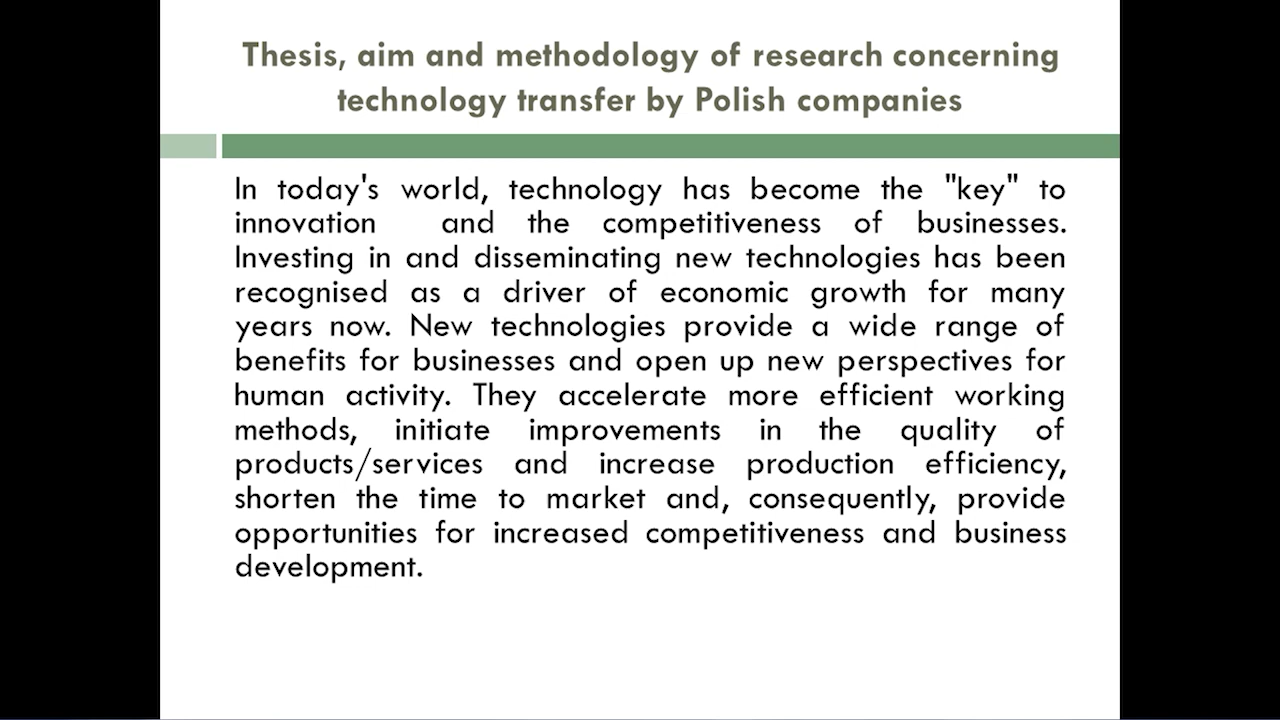 Thesis, aim and methodology of research concerning
technology transfer by Polish companies
In today's world, technology has become the "key" to
innovation and the competitiveness of businesses.
Investing in and disseminating new technologies has been
recognised as a driver of economic growth for many
years now. New technologies provide a wide range of
benefits for businesses and open up new perspectives for
human activity. They accelerate more efficient working
methods, initiate improvements in the quality of
products/services and increase production efficiency,
shorten the time to market and, consequently, provide
opportunities for increased competitiveness and business
development.